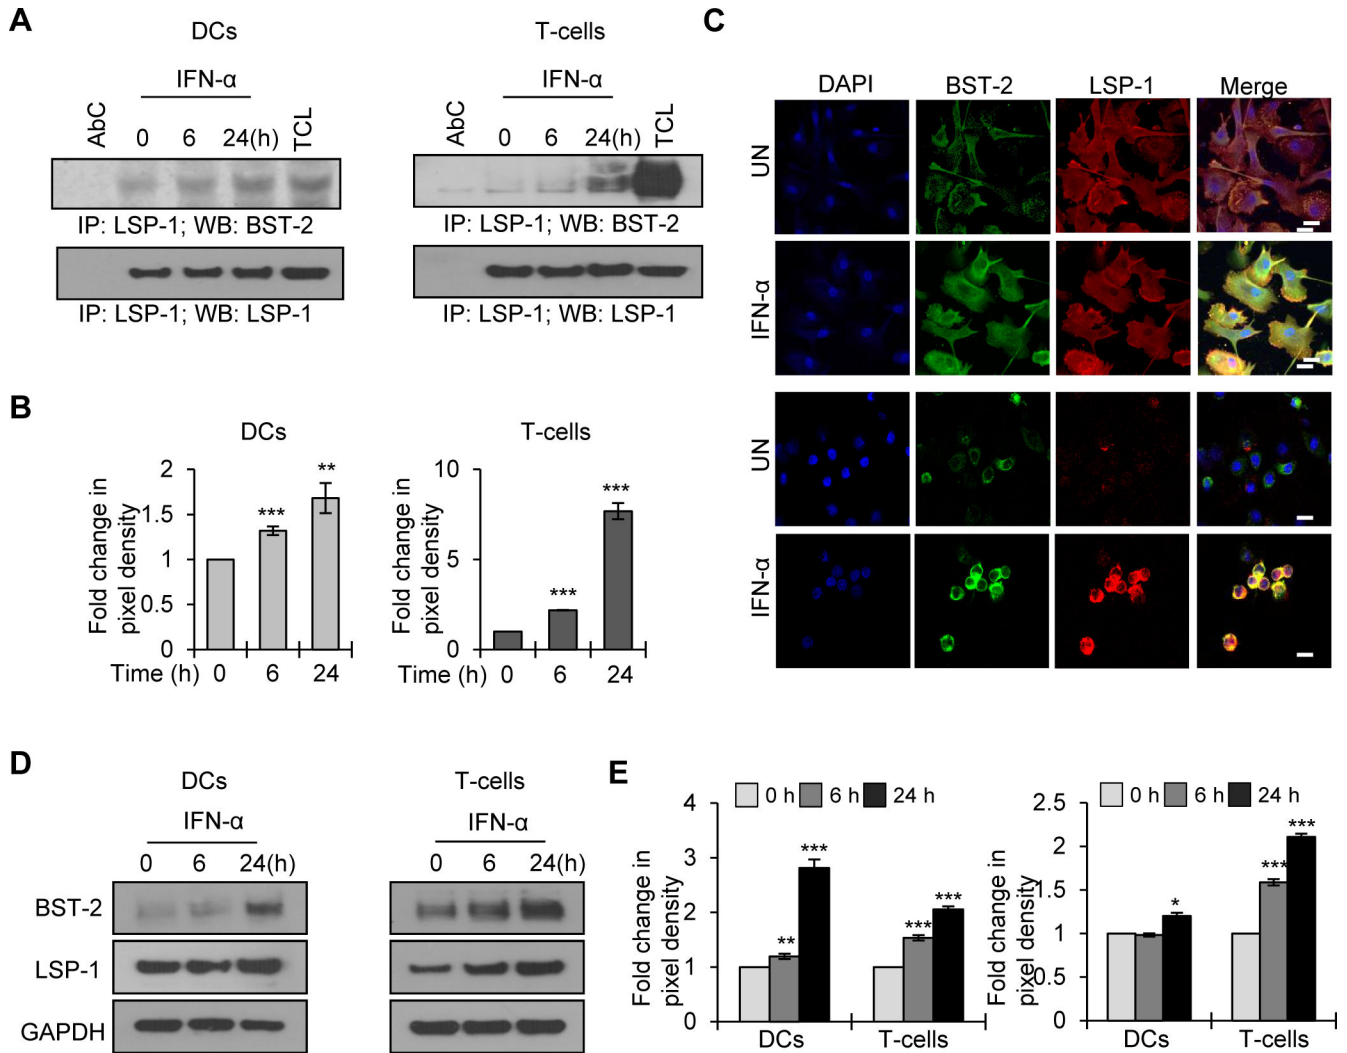 A
DCs
T-cells
IFN-α
IFN-α
AbC
0
6
24(h)
TCL
AbC
0
6
24(h)
TCL
IP: LSP-1; WB: BST-2
IP: LSP-1; WB: BST-2
IP: LSP-1; WB: LSP-1
IP: LSP-1; WB: LSP-1
B
DCs
T-cells
Fold change in
pixel density
2
1.5
1
0.5
0
***
**
Time (h) 0 6 24
Fold change in
pixel density
10
5
0
***
***
Time (h) 0 6 24
C
DAPI BST-2 LSP-1 Merge
UN
IFN-α
UN
IFN-α
D
DCs
T-cells
IFN-α
IFN-α
0 6 24(h)
0 6 24(h)
BST-2
LSP-1
GAPDH
E
0 h 6 h 24 h
Fold change in
pixel density
4
3
2
1
0
**
***
***
***
DCs T-cells
0 h 6 h 24 h
Fold change in
pixel density
2.5
2
1.5
1
0.5
0
*
***
***
DCs T-cells